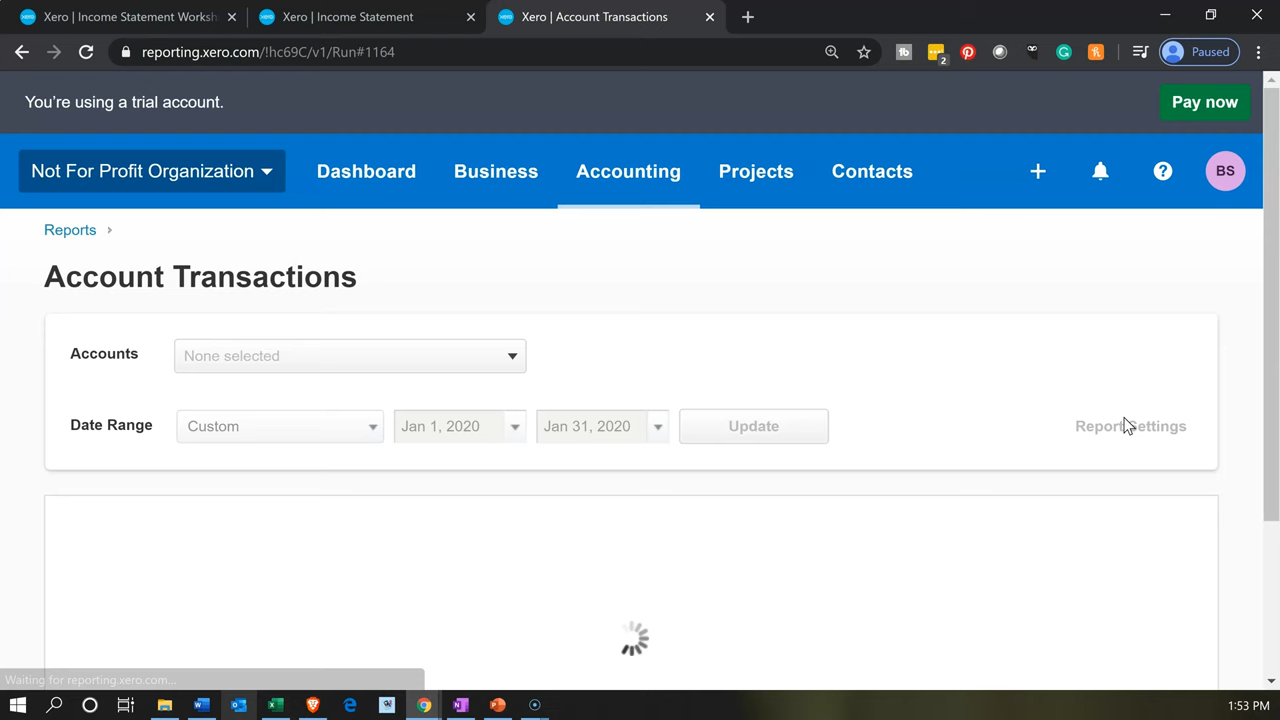 Xero | Income Statement Worksh
Xero | Income Statement
Xero | Account Transactions
reporting.xero.com/!hc69C/v1/Run#1164
2
Paused
You're using a trial account.
Pay now
Not For Profit Organization
Dashboard
Business
Accounting
Projects
Contacts
BS
Reports
Account Transactions
Accounts
None selected
Date Range
Custom
Jan 1, 2020
Jan 31, 2020
Update
Report Settings
Waiting for reporting.xero.com...
1:53 PM